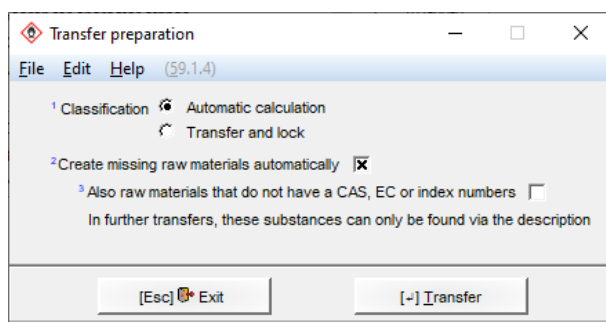 Transfer preparation
File Edit Help (59.1.4)
1 Classification Automatic calculation
Transfer and lock
2 Create missing raw materials automatically
3 Also raw materials that do not have a CAS, EC or index numbers
In further transfers, these substances can only be found via the description
[Esc] Exit [↵] Transfer